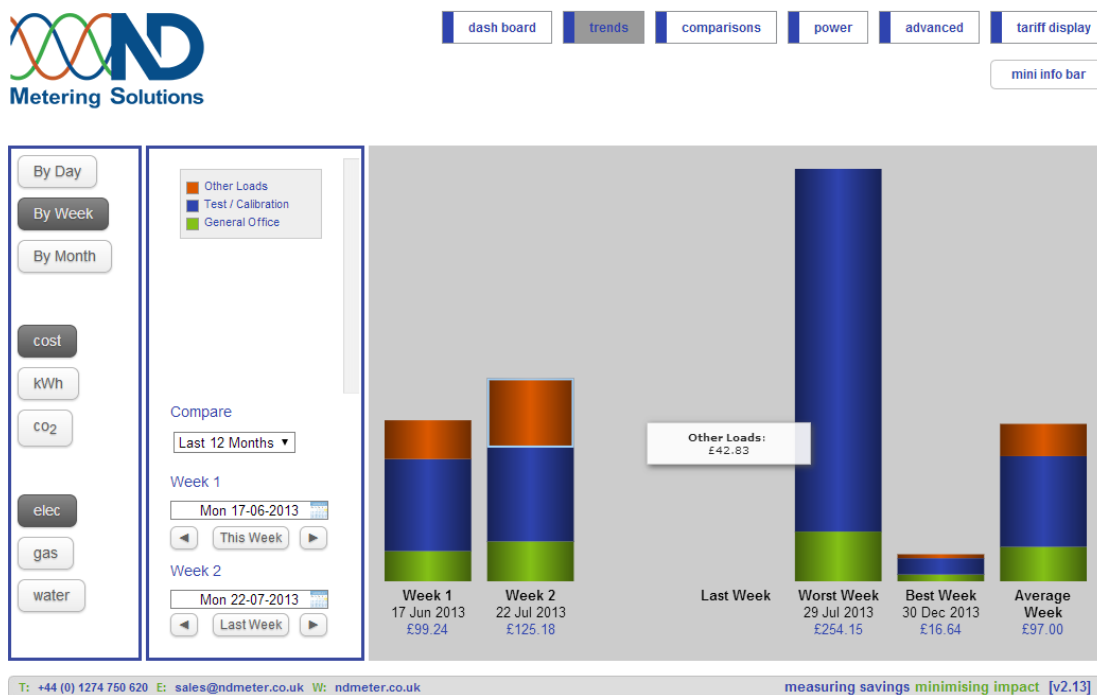 ND
Metering Solutions
dash board
trends
comparisons
power
advanced
tariff display
mini info bar
By Day
By Week
By Month
cost
kWh
co2
elec
gas
water
Other Loads
Test / Calibration
General Office
Compare
Last 12 Months ▼
Week 1
Mon 17-06-2013
◄ This Week ►
Week 2
Mon 22-07-2013
◄ Last Week ►
Other Loads:
£42.83
Week 1
17 Jun 2013
£99.24
Week 2
22 Jul 2013
£125.18
Last Week
Worst Week
29 Jul 2013
£254.15
Best Week
30 Dec 2013
£16.64
Average
Week
£97.00
T: +44 (0) 1274 750 620 E: sales@ndmeter.co.uk W: ndmeter.co.uk
measuring savings minimising impact [v2.13]